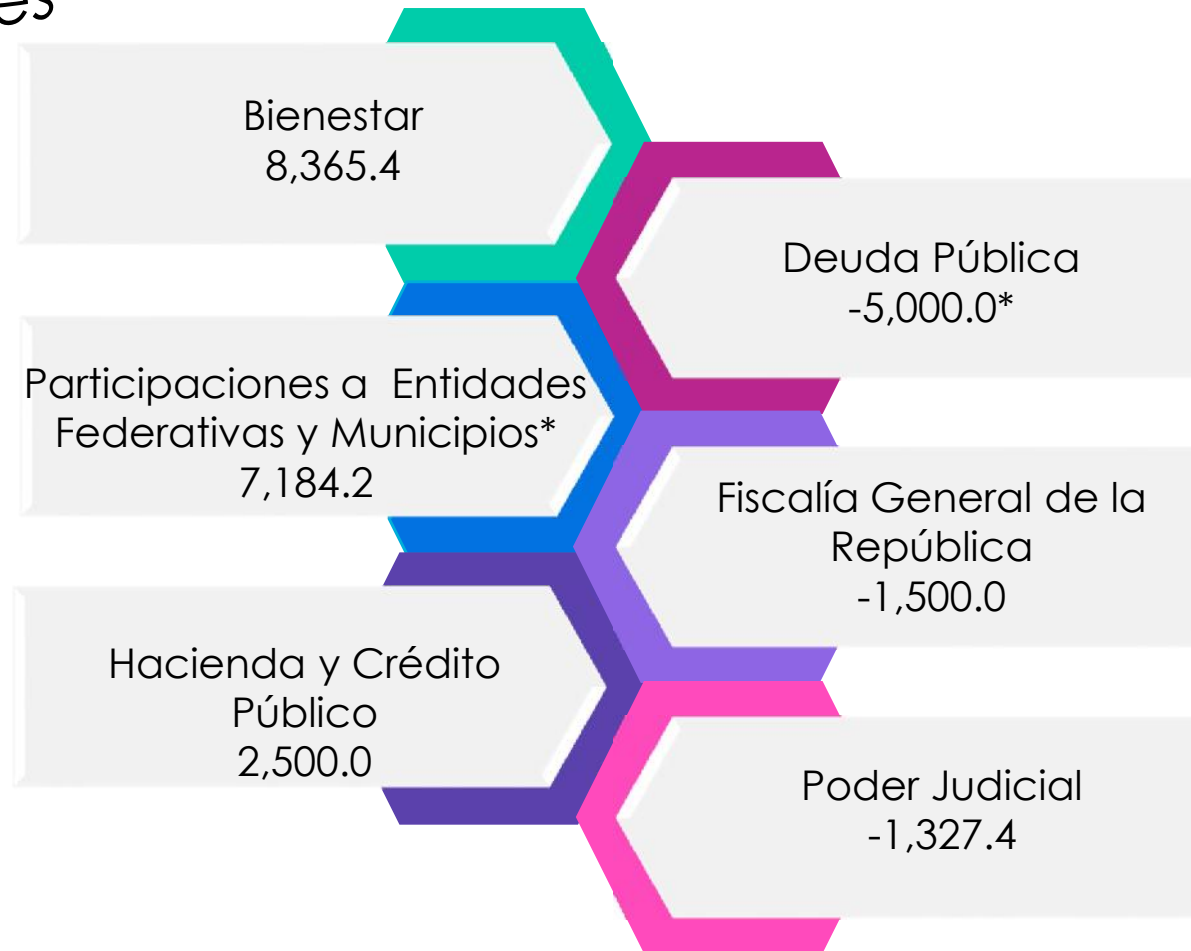 es
Bienestar
8,365.4
Deuda Pública
-5,000.0*
Participaciones a Entidades
Federativas y Municipios*
7,184.2
Fiscalía General de la
República
-1,500.0
Hacienda y Crédito
Público
2,500.0
Poder Judicial
-1,327.4